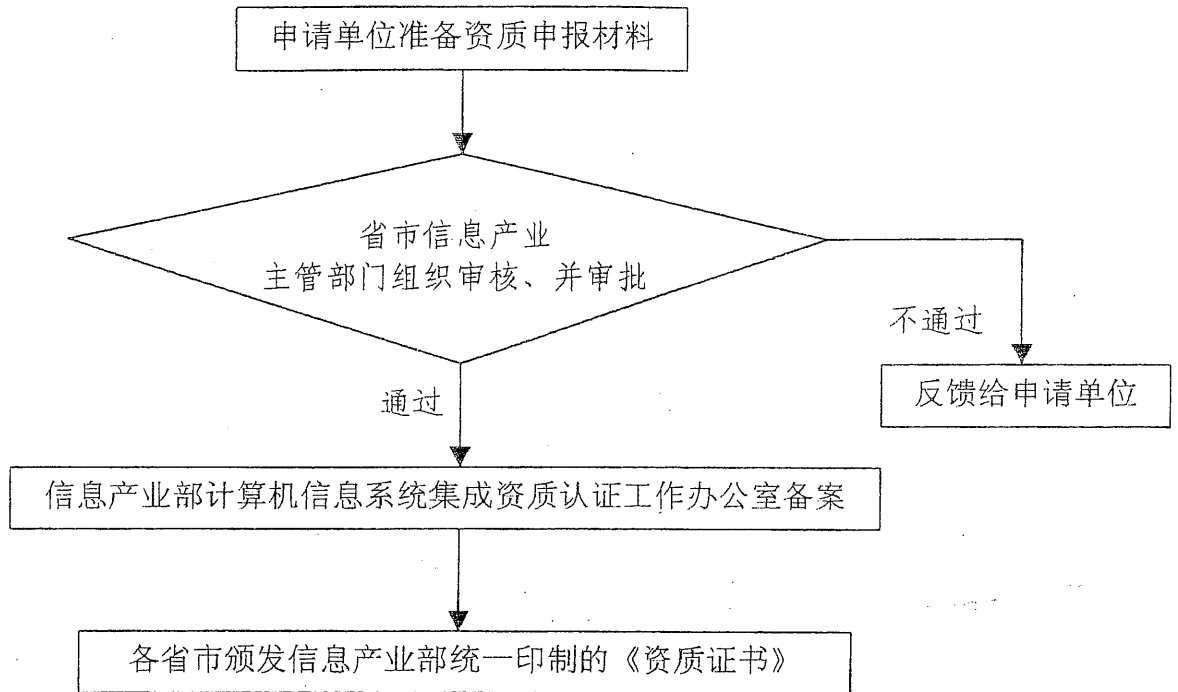 申请单位准备资质申报材料
省市信息产业
主管部门组织审核、并审批
不通过
反馈给申请单位
通过
信息产业部计算机信息系统集成资质认证工作办公室备案
各省市颁发信息产业部统一印制的《资质证书》